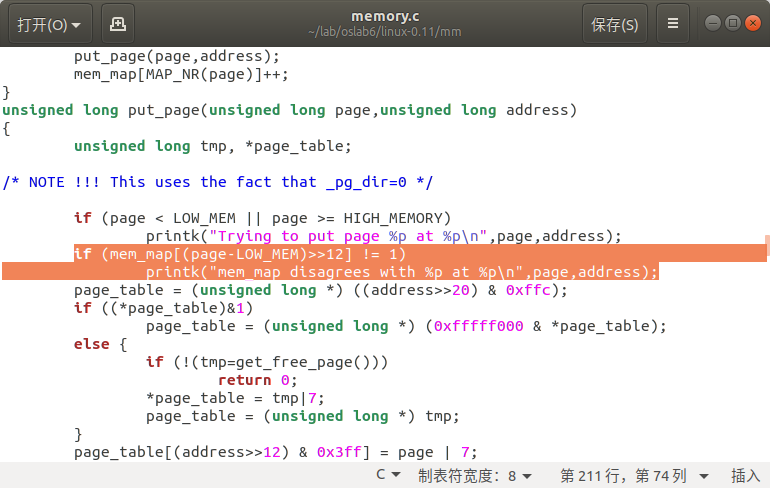 打开(O)
memory.c
~/lab/oslab6/linux-0.11/mm
保存(S)
put_page(page,address);
mem_map[MAP_NR(page)]++;
}
unsigned long put_page(unsigned long page,unsigned long address)
{
unsigned long tmp, *page_table;
/* NOTE !!! This uses the fact that _pg_dir=0 */
if (page < LOW_MEM || page >= HIGH_MEMORY)
printk("Trying to put page %p at %p\n",page,address);
if (mem_map[(page-LOW_MEM)>>12] != 1)
printk("mem_map disagrees with %p at %p\n",page,address);
page_table = (unsigned long *) ((address>>20) & 0xffc);
if ((*page_table)&1)
page_table = (unsigned long *) (0xfffff000 & *page_table);
else {
if (!(tmp=get_free_page()))
return 0;
*page_table = tmp|7;
page_table = (unsigned long *) tmp;
}
page_table[(address>>12) & 0x3ff] = page | 7;
C 制表符宽度：8 第 211 行，第 74 列 插入